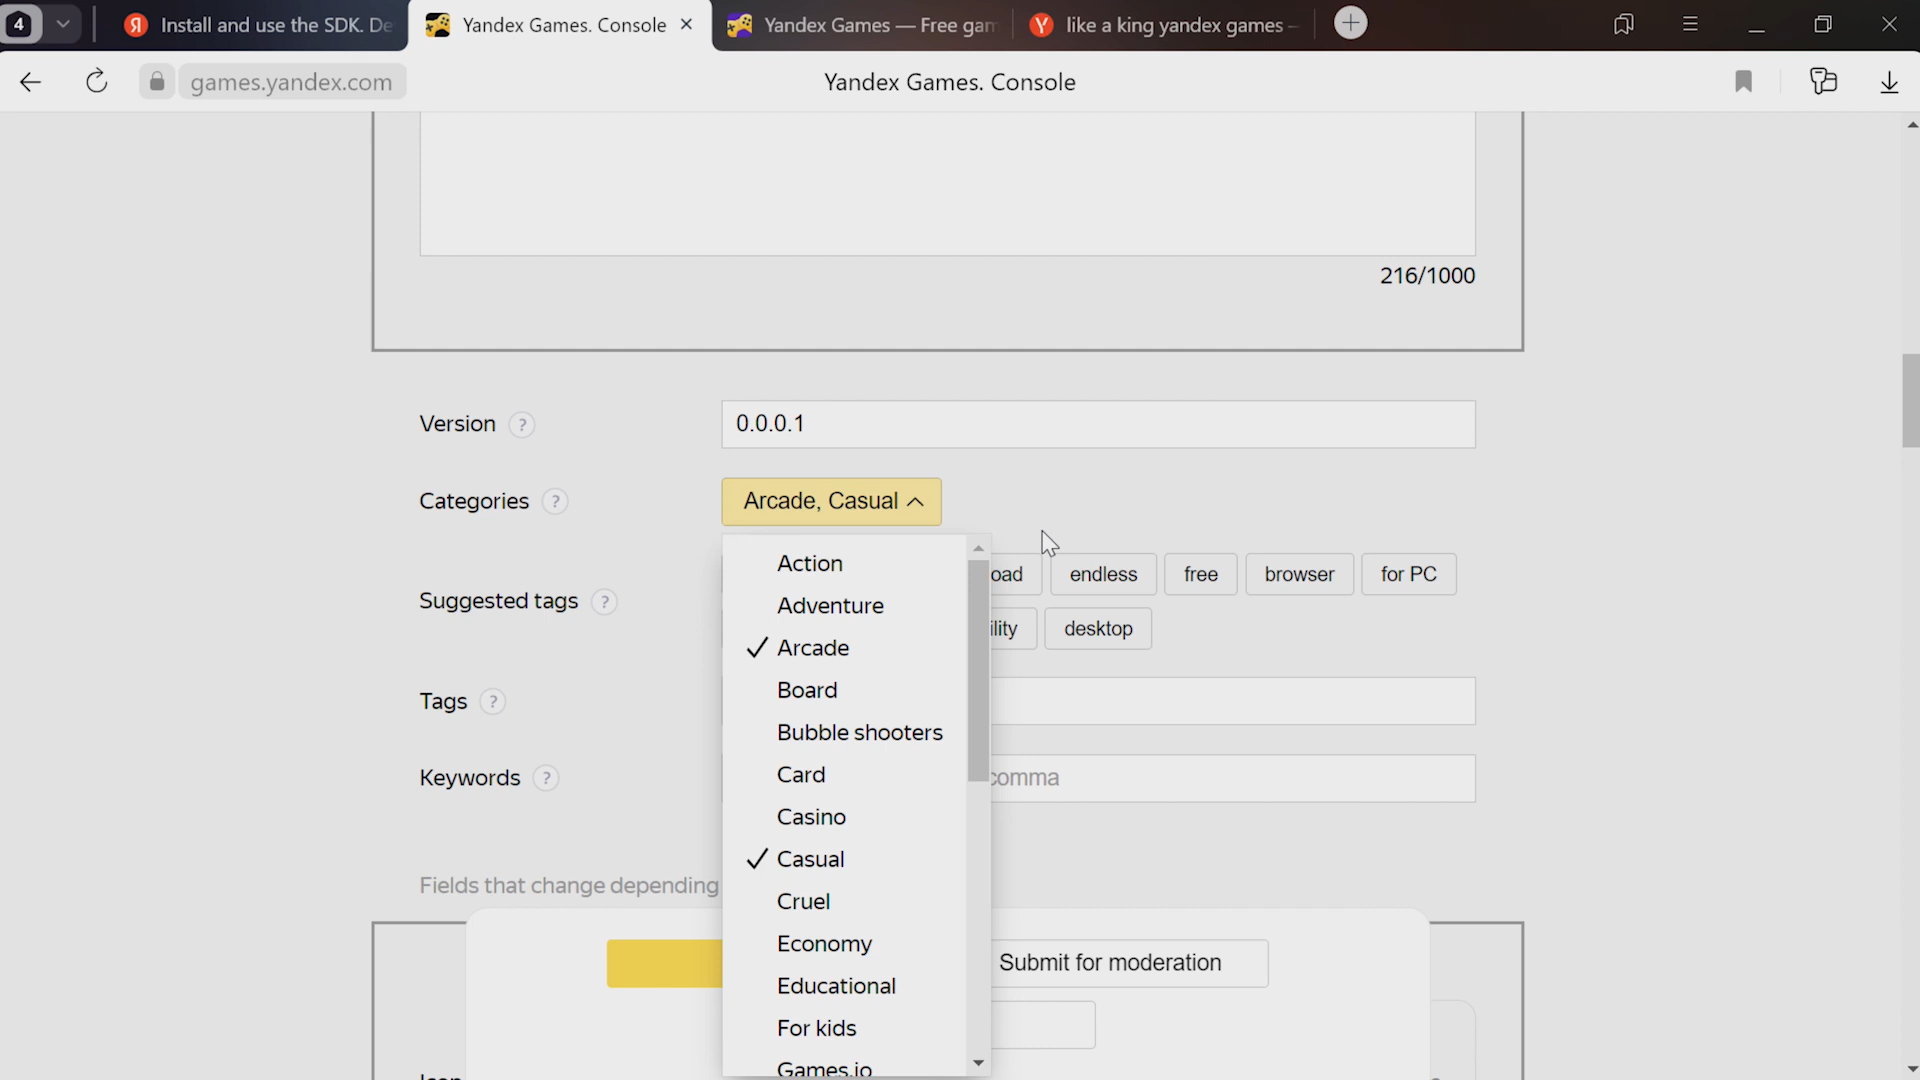 4
Install and use the SDK. De
Yandex Games. Console
Yandex Games — Free gam
like a king yandex games –
games.yandex.com
Yandex Games. Console
216/1000
Version ?
0.0.0.1
Categories ?
Arcade, Casual
Suggested tags ?
oad
endless
free
browser
for PC
ility
desktop
Tags ?
Keywords ?
comma
Action
Adventure
Arcade
Board
Bubble shooters
Card
Casino
Casual
Cruel
Economy
Educational
For kids
Games.io
Fields that change depending
Submit for moderation